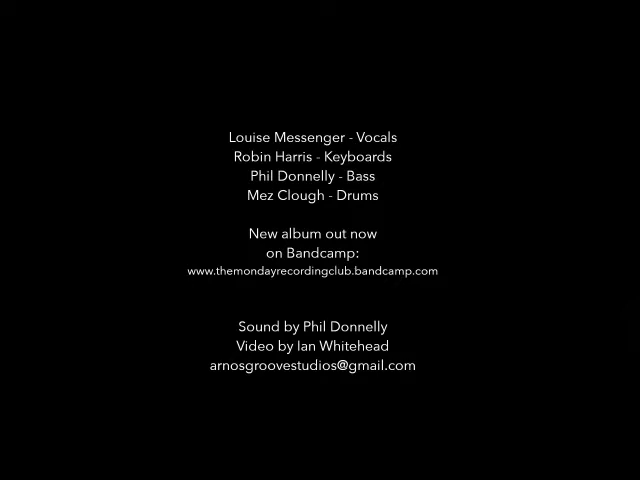 Louise Messenger - Vocals
Robin Harris - Keyboards
Phil Donnelly - Bass
Mez Clough - Drums
New album out now
on Bandcamp:
www.themondayrecordingclub.bandcamp.com
Sound by Phil Donnelly
Video by Ian Whitehead
arnosgroovestudios@gmail.com